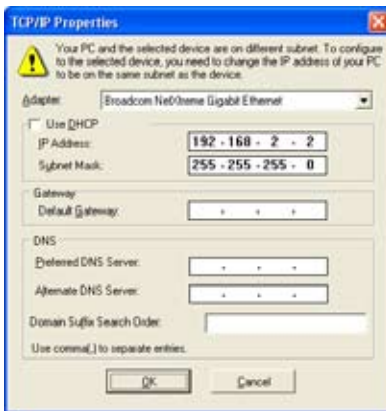 TCP/IP Properties
Your PC and the selected device are on different subnet. To configure
to the selected device, you need to change the IP address of your PC
to be on the same subnet as the device.
Adapter: Broadcom NetXtreme Gigabit Ethernet
Use DHCP
IP Address: 192 . 168 . 2 . 2
Subnet Mask: 255 . 255 . 255 . 0
Gateway
Default Gateway: . . .
DNS
Preferred DNS Server: . . .
Alternate DNS Server: . . .
Domain Suffix Search Order:
Use comma(,) to separate entries.
OK Cancel